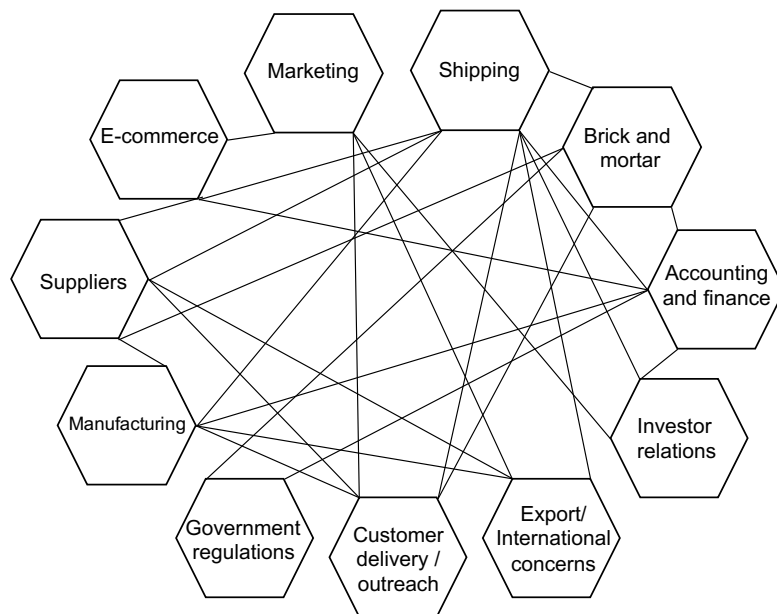 Marketing
Shipping
E-commerce
Brick and
mortar
Suppliers
Accounting
and finance
Manufacturing
Investor
relations
Government
regulations
Customer
delivery /
outreach
Export/
International
concerns